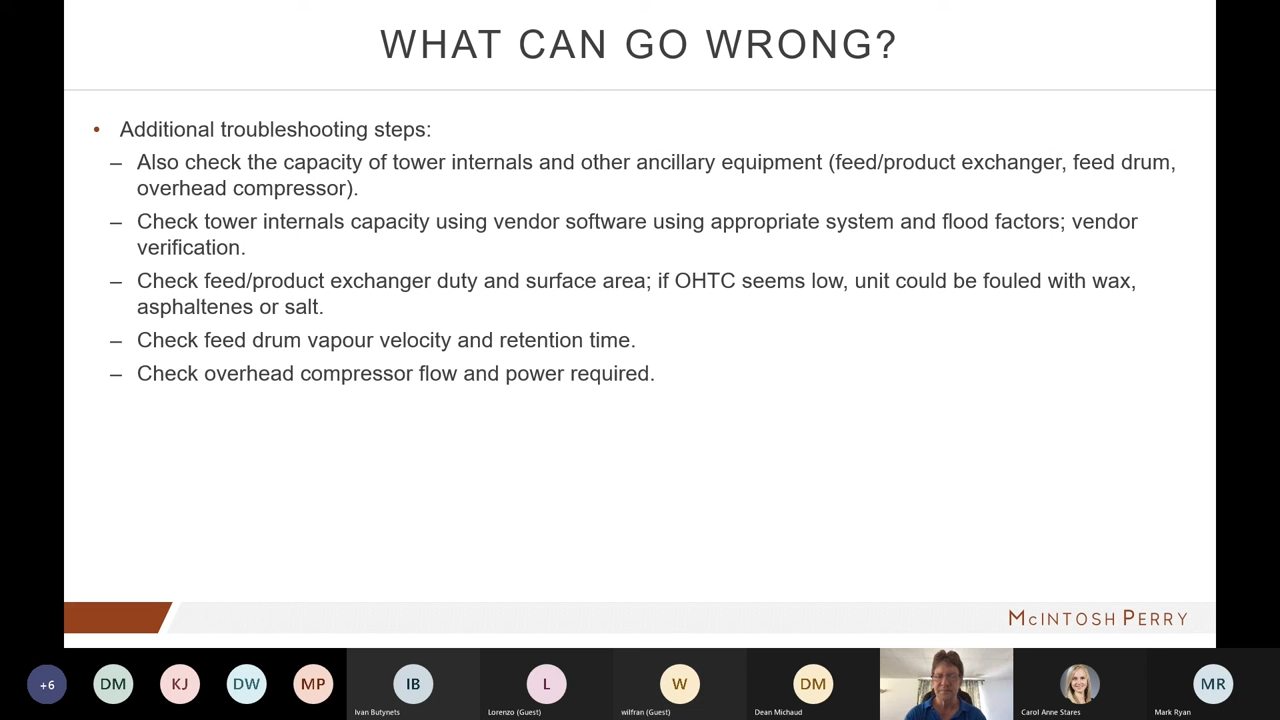 WHAT CAN GO WRONG?
• Additional troubleshooting steps:
– Also check the capacity of tower internals and other ancillary equipment (feed/product exchanger, feed drum,
overhead compressor).
– Check tower internals capacity using vendor software using appropriate system and flood factors; vendor
verification.
– Check feed/product exchanger duty and surface area; if OHTC seems low, unit could be fouled with wax,
asphaltenes or salt.
– Check feed drum vapour velocity and retention time.
– Check overhead compressor flow and power required.
MCINTOSH PERRY
+6 DM KJ DW MP IB L W DM MR
Ivan Butynets Lorenzo (Guest) wilfran (Guest) Dean Michaud Carol Anne Stares Mark Ryan